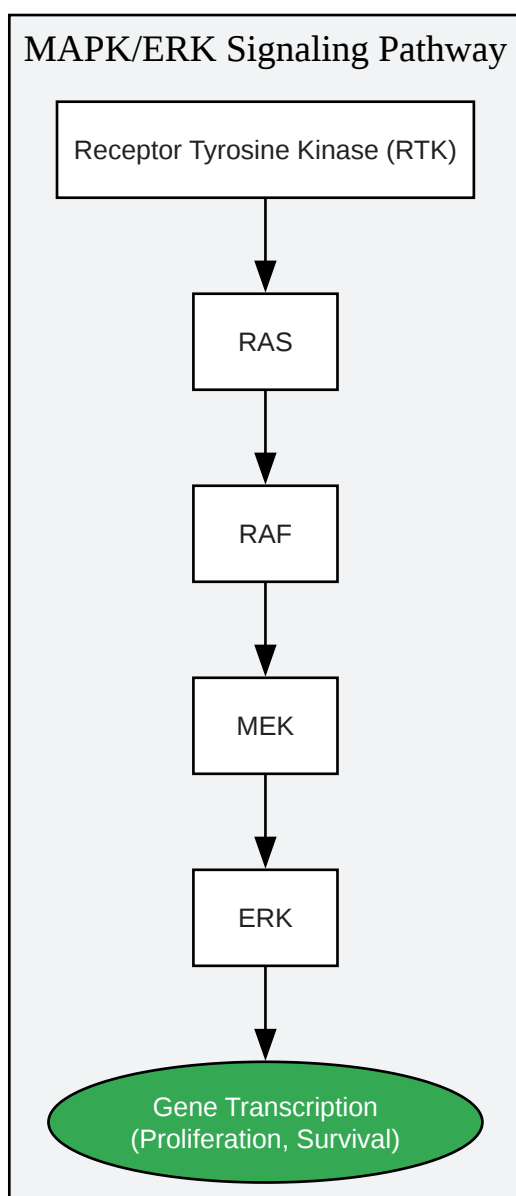 MAPK/ERK Signaling Pathway
Receptor Tyrosine Kinase (RTK)
RAS
RAF
MEK
ERK
Gene Transcription
(Proliferation, Survival)